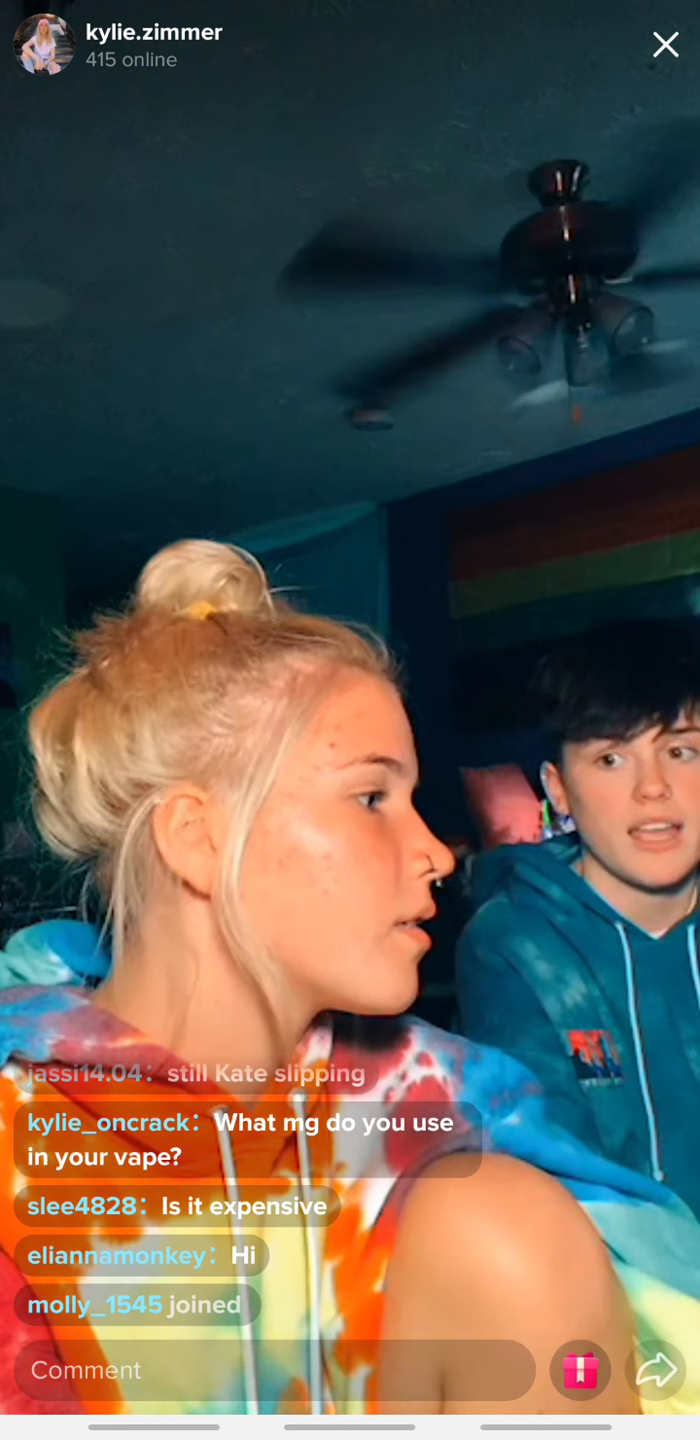 kylie.zimmer
415 online
jassi14.04: still Kate slipping
kylie_oncrack: What mg do you use
in your vape?
slee4828: Is it expensive
eliannamonkey: Hi
molly_1545 joined
Comment